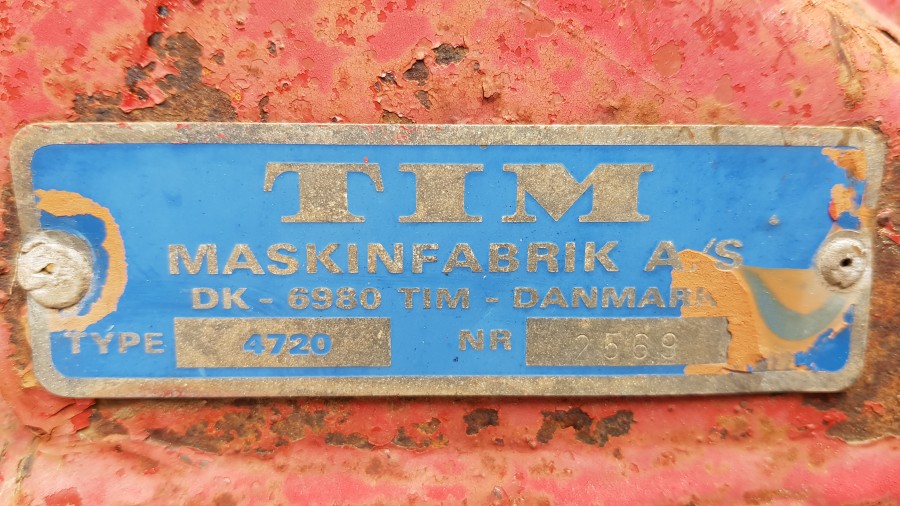 TIM
MASKINFABRIK A/S
DK - 6980 TIM - DANMARK
TYPE 4720 NR 2569